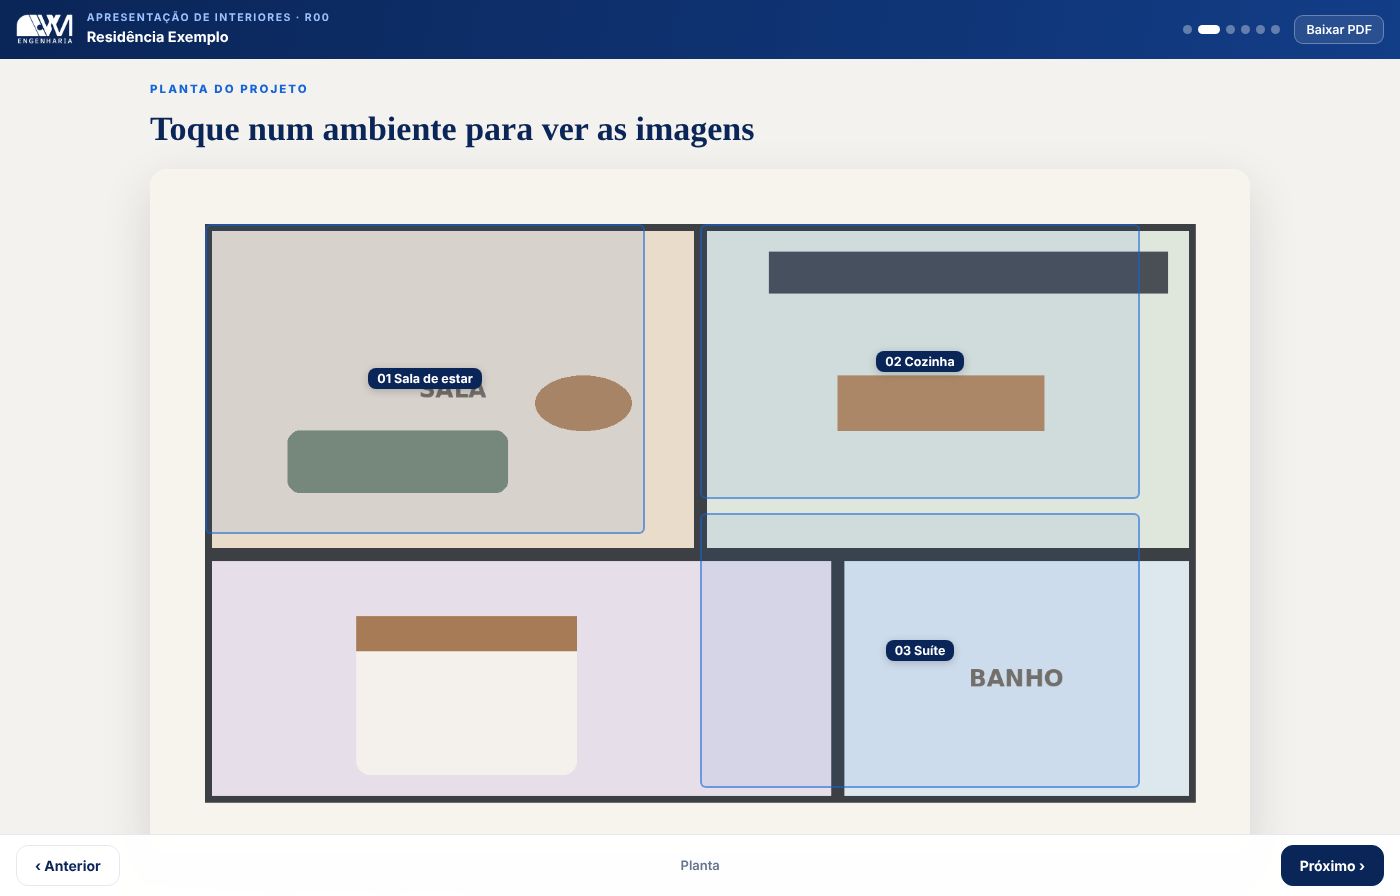 ENGENHARIA
APRESENTAÇÃO DE INTERIORES · R00
Residência Exemplo
Baixar PDF
PLANTA DO PROJETO
Toque num ambiente para ver as imagens
01 Sala de estar
SALA
02 Cozinha
03 Suíte
BANHO
‹ Anterior
Planta
Próximo ›